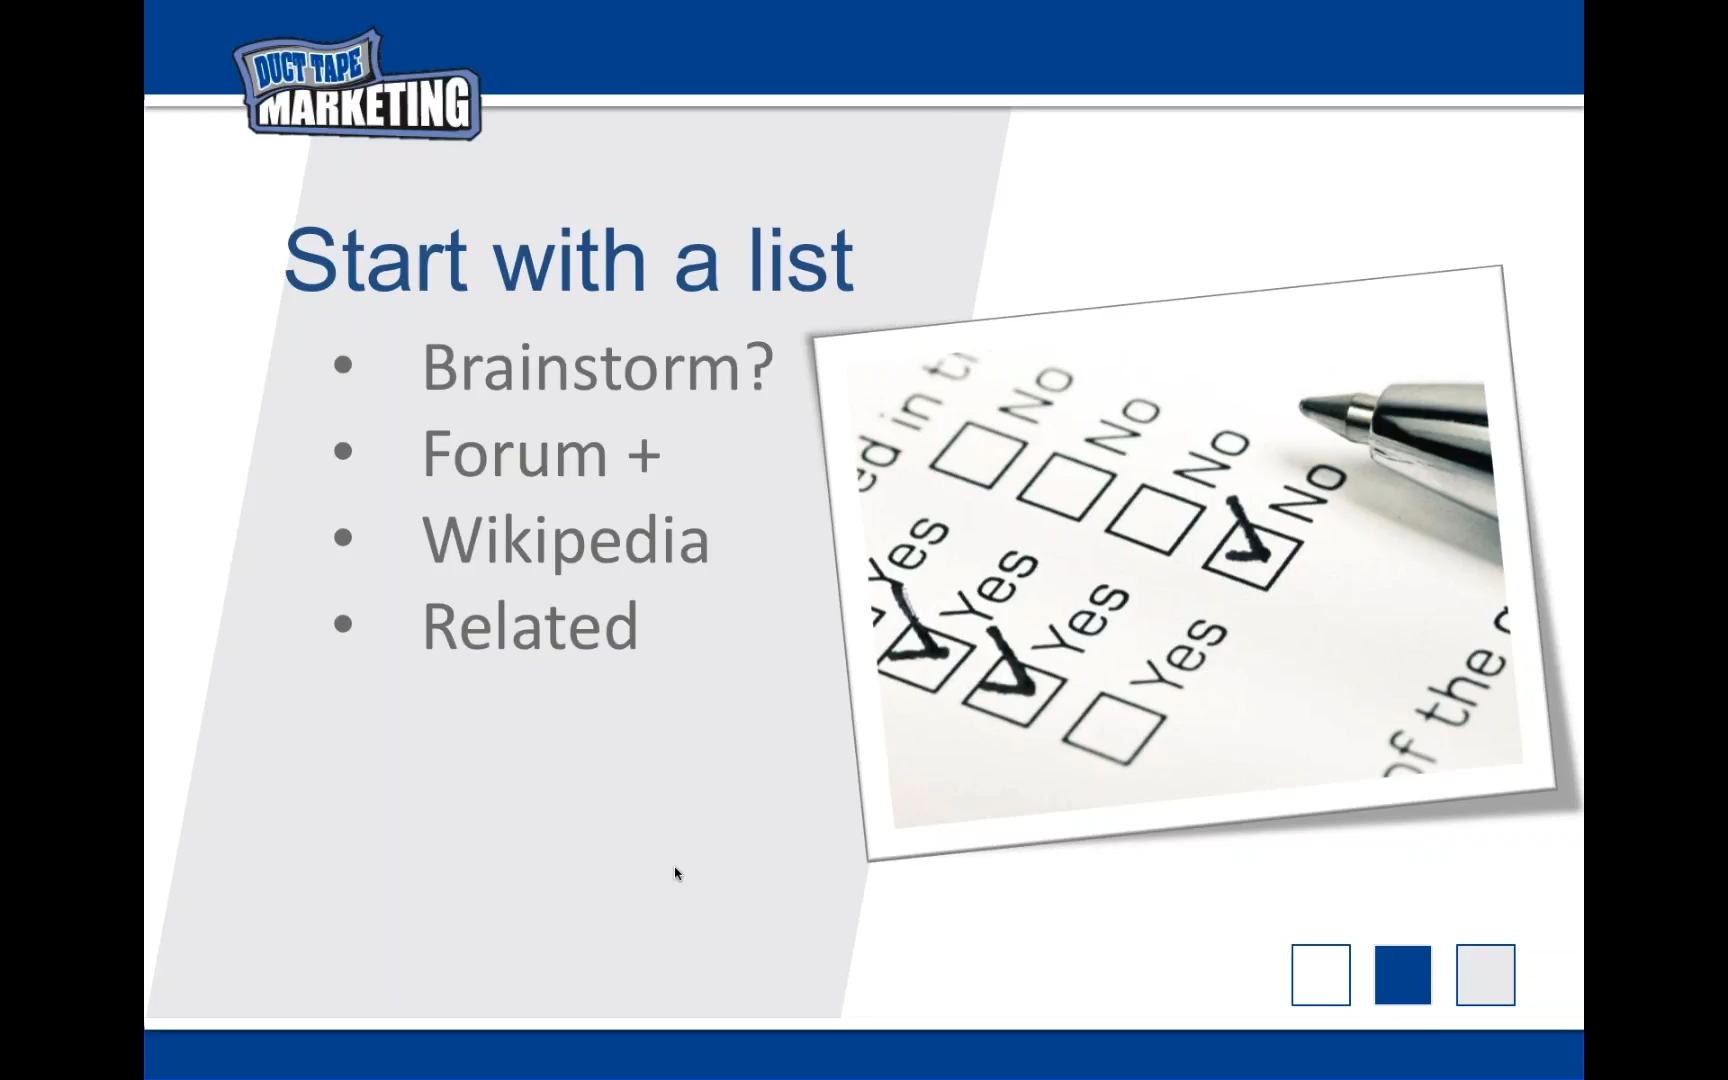 DUCT TAPE
MARKETING
Start with a list
• Brainstorm?
• Forum +
• Wikipedia
• Related
No
No
No
No
Yes
Yes
Yes
Yes
of the